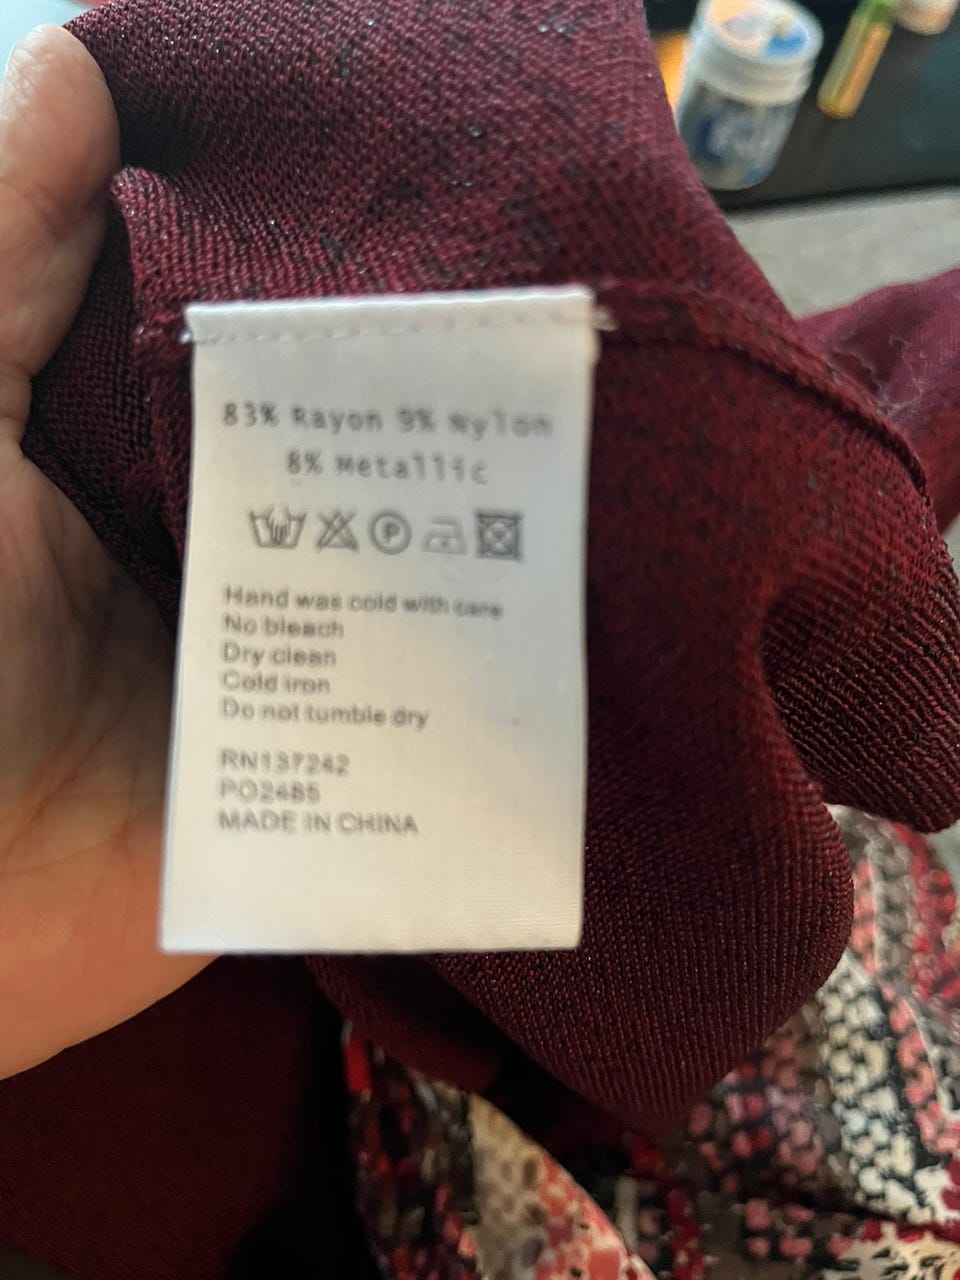 83% Rayon 9% Nylon
8% Metallic
P
Hand was cold with care
No bleach
Dry clean
Cold iron
Do not tumble dry
RN137242
PO2485
MADE IN CHINA